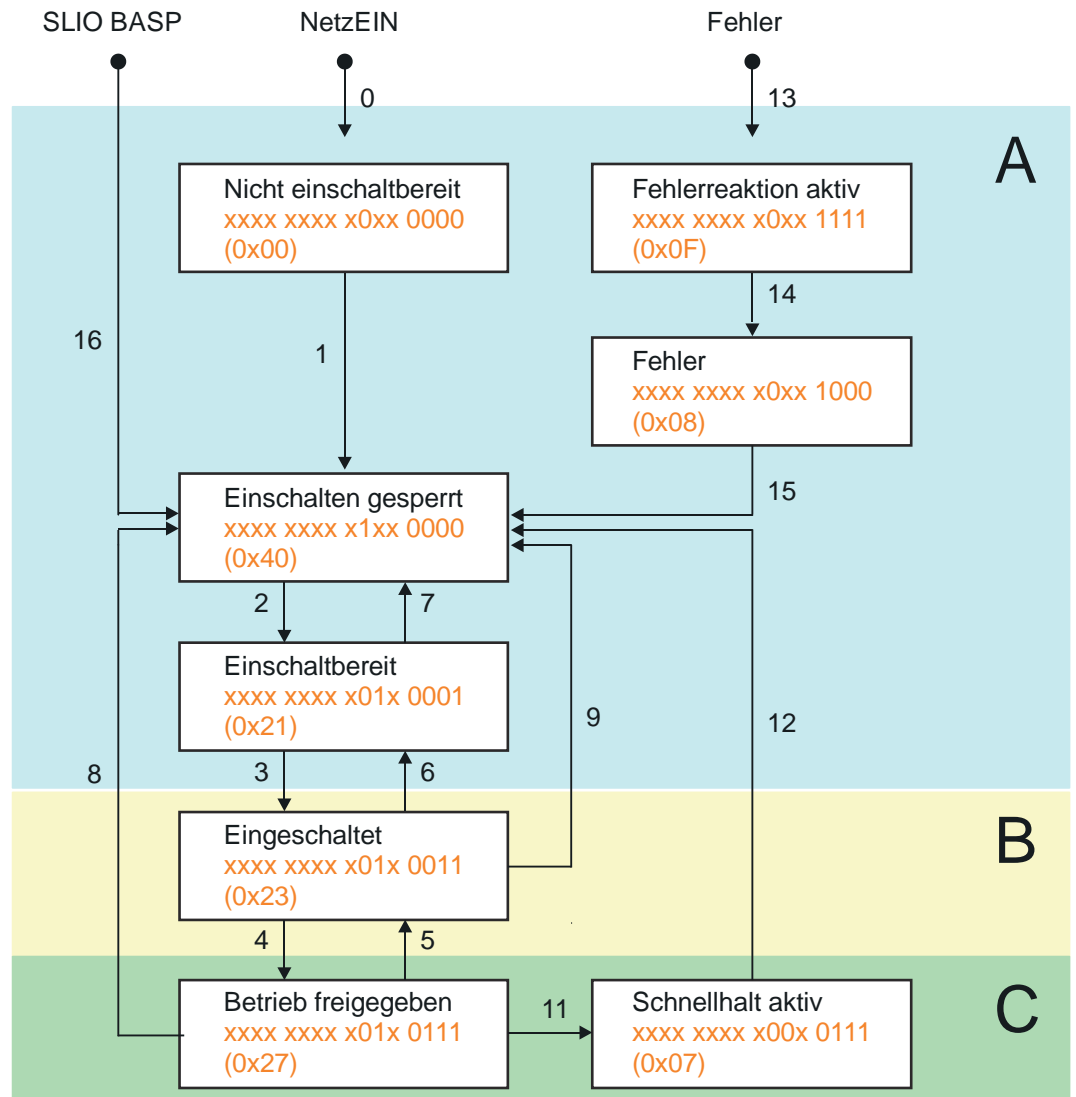 SLIO BASP
NetzEIN
Fehler
0
13
A
Nicht einschaltbereit
xxxx xxxx x0xx 0000
(0x00)
Fehlerreaktion aktiv
xxxx xxxx x0xx 1111
(0x0F)
14
16
1
Fehler
xxxx xxxx x0xx 1000
(0x08)
15
Einschalten gesperrt
xxxx xxxx x1xx 0000
(0x40)
2
7
Einschaltbereit
xxxx xxxx x01x 0001
(0x21)
9
12
8
3
6
B
Eingeschaltet
xxxx xxxx x01x 0011
(0x23)
4
5
C
Betrieb freigegeben
xxxx xxxx x01x 0111
(0x27)
11
Schnellhalt aktiv
xxxx xxxx x00x 0111
(0x07)